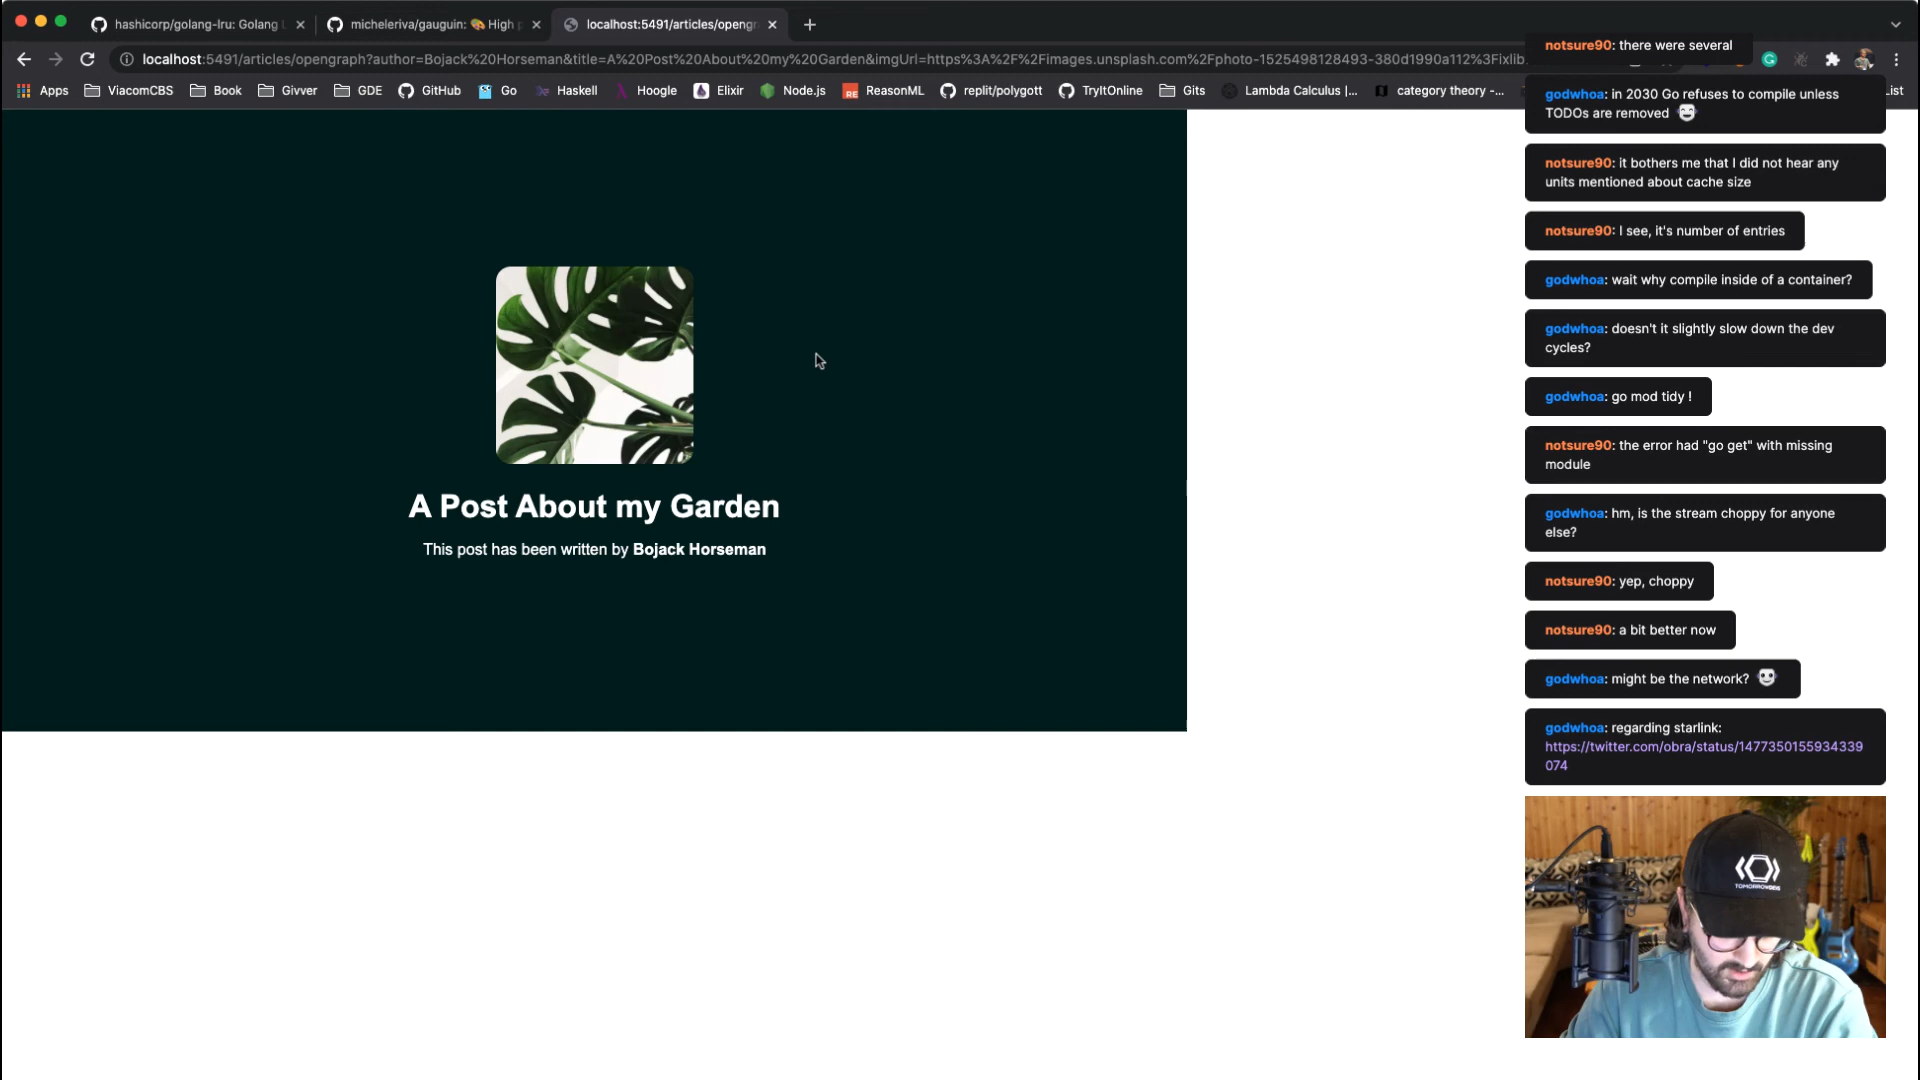 hashicorp/golang-lru: Golang
micheleriva/gauguin: 🎨 High
localhost:5491/articles/opengr
localhost:5491/articles/opengraph?author=Bojack%20Horseman&title=A%20Post%20About%20my%20Garden&imgUrl=https%3A%2F%2Fimages.unsplash.com%2Fphoto-1525498128493-380d1990a112%3Fixlib
Apps ViacomCBS Book Givver GDE GitHub Go Haskell Hoogle Elixir Node.js ReasonML replit/polygott TryItOnline Gits Lambda Calculus |... category theory -... List
A Post About my Garden
This post has been written by Bojack Horseman
notsure90: there were several
godwhoa: in 2030 Go refuses to compile unless
TODOs are removed
notsure90: it bothers me that I did not hear any
units mentioned about cache size
notsure90: I see, it's number of entries
godwhoa: wait why compile inside of a container?
godwhoa: doesn't it slightly slow down the dev
cycles?
godwhoa: go mod tidy !
notsure90: the error had "go get" with missing
module
godwhoa: hm, is the stream choppy for anyone
else?
notsure90: yep, choppy
notsure90: a bit better now
godwhoa: might be the network?
godwhoa: regarding starlink:
https://twitter.com/obra/status/1477350155934339
074
TOMORROWDEVS